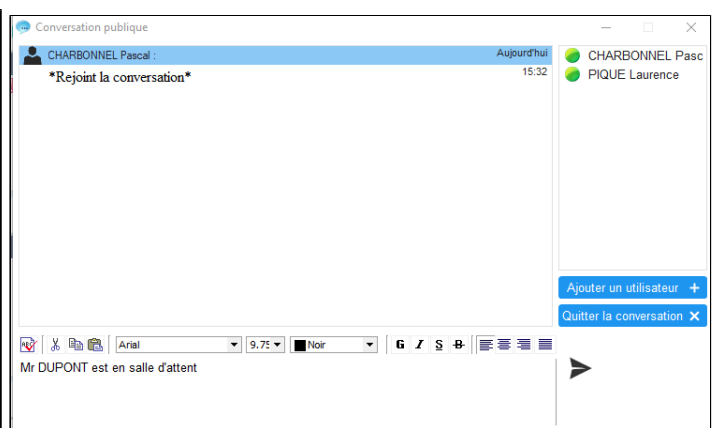 Conversation publique
CHARBONNEL Pascal :
Aujourd'hui
*Rejoint la conversation*
15:32
CHARBONNEL Pasc
PIQUE Laurence
Ajouter un utilisateur +
Quitter la conversation
ABC
Arial
9.75
Noir
G I S B
Mr DUPONT est en salle d'attent